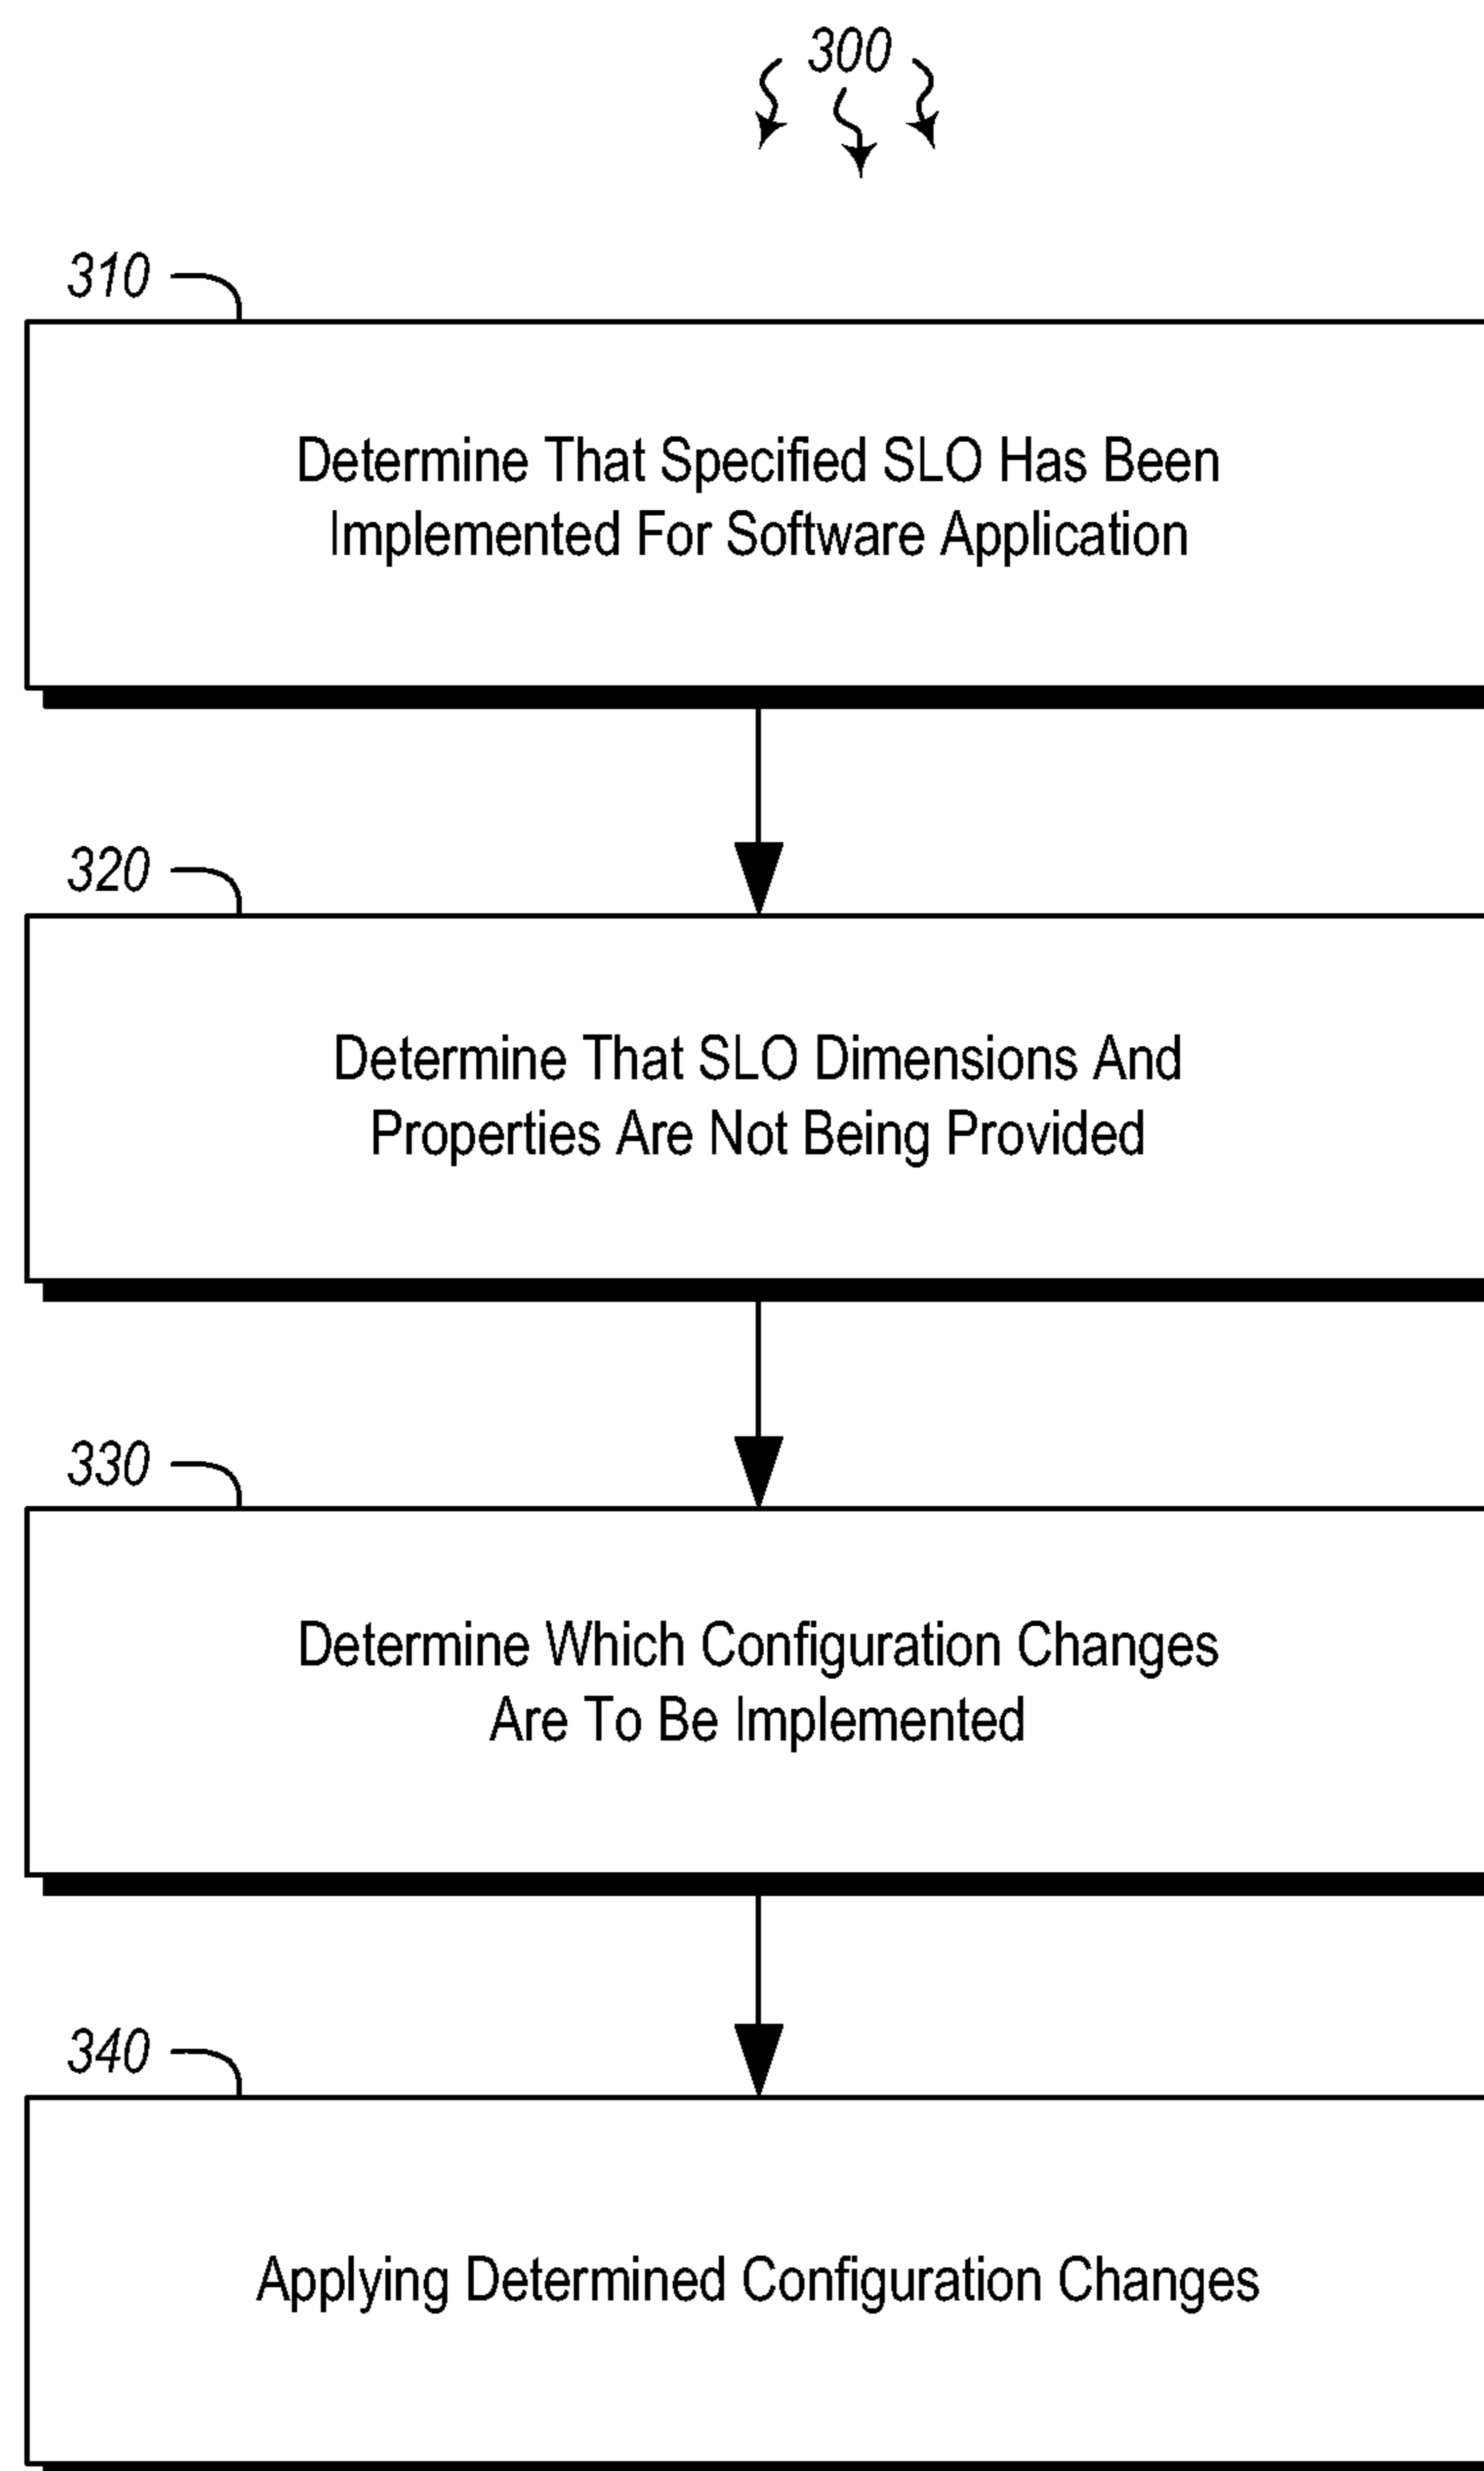 300
310
Determine That Specified SLO Has Been
Implemented For Software Application
320
Determine That SLO Dimensions And
Properties Are Not Being Provided
330
Determine Which Configuration Changes
Are To Be Implemented
340
Applying Determined Configuration Changes